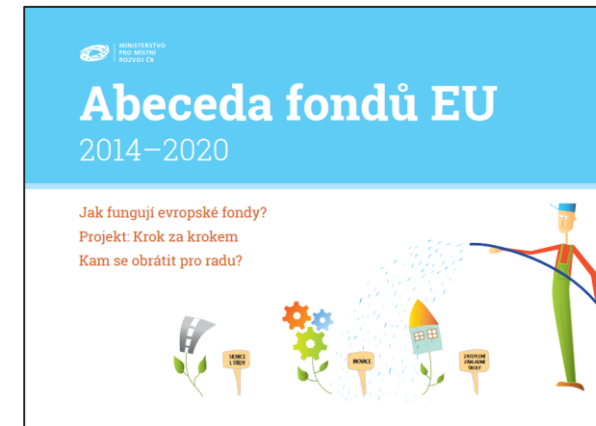 MINISTERSTVO
PRO MÍSTNÍ
ROZVOJ ČR
Abeceda fondů EU
2014–2020
Jak fungují evropské fondy?
Projekt: Krok za krokem
Kam se obrátit pro radu?
SILNICE
I. TŘÍDY
INOVACE
ZATEPLENÍ
ZÁKLADNÍ
ŠKOLY